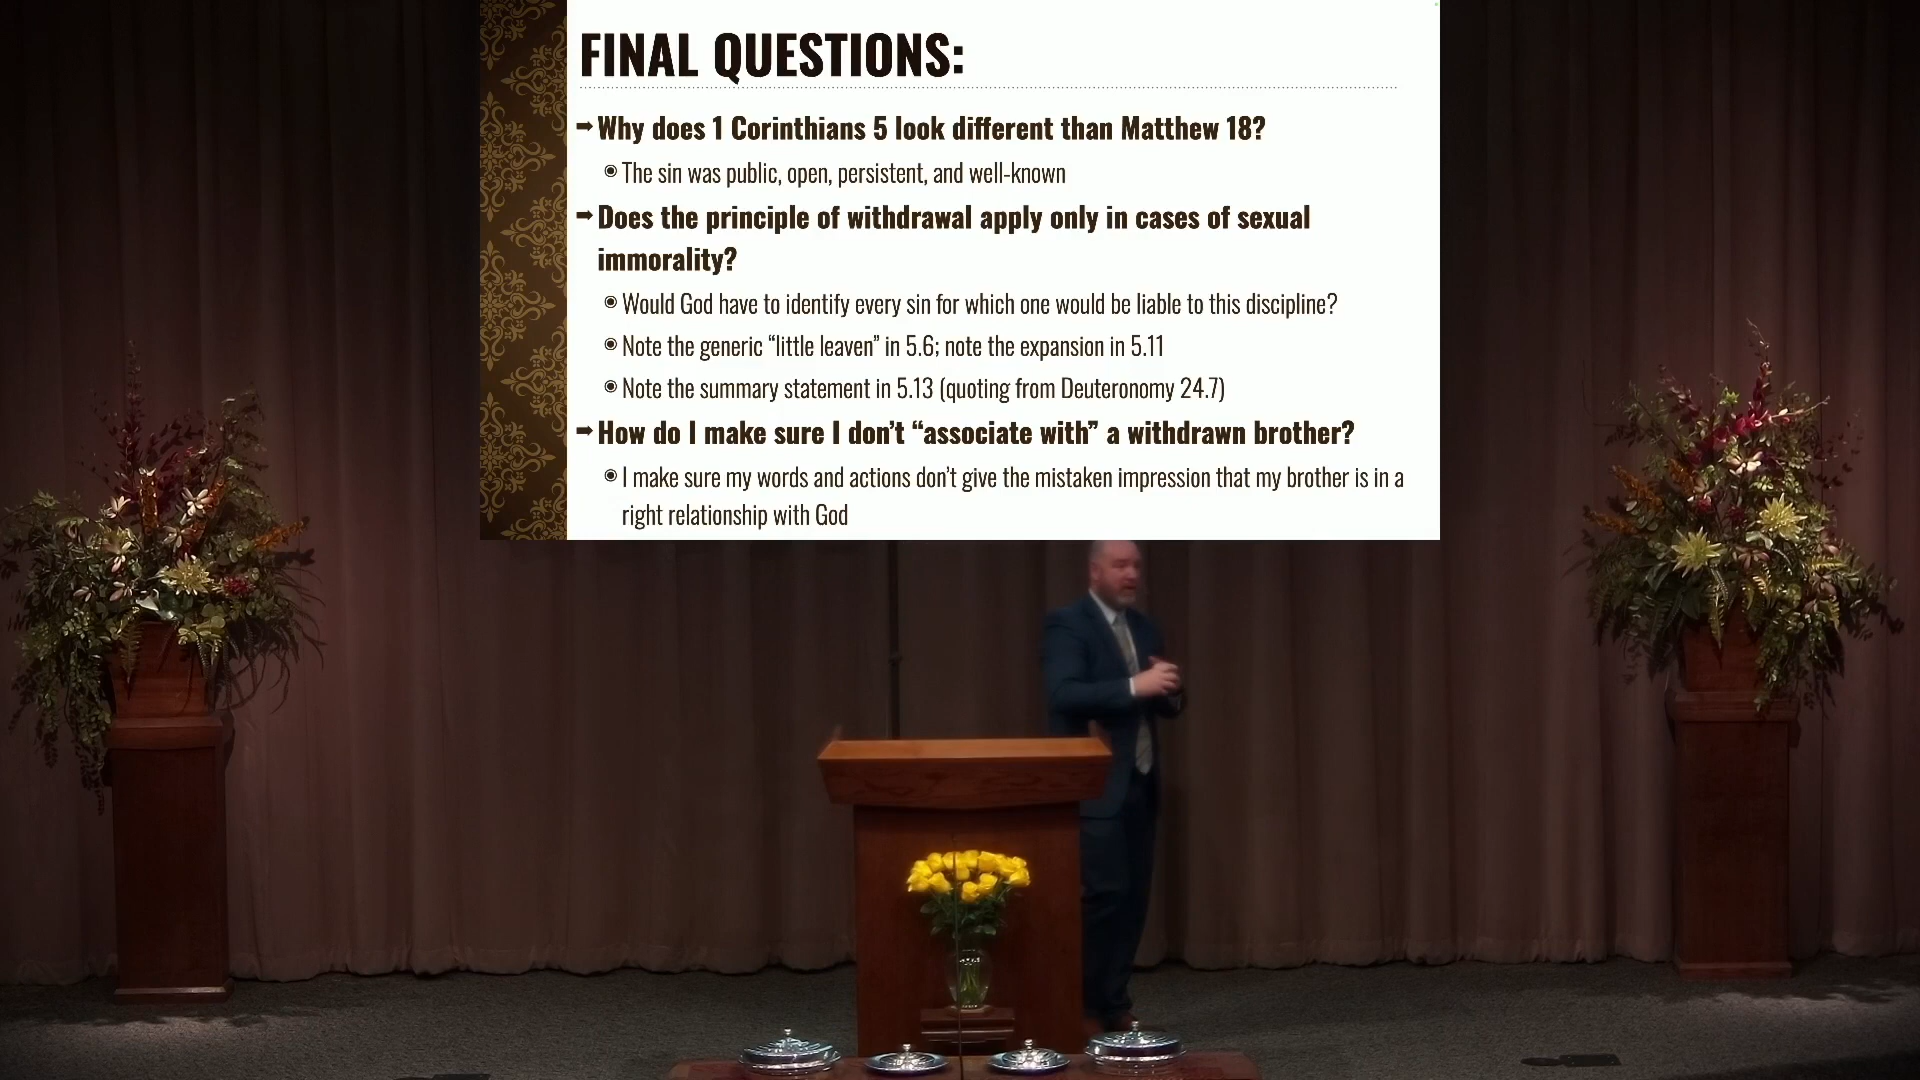 FINAL QUESTIONS:
Why does 1 Corinthians 5 look different than Matthew 18?
The sin was public, open, persistent, and well-known
Does the principle of withdrawal apply only in cases of sexual
immorality?
Would God have to identify every sin for which one would be liable to this discipline?
Note the generic “little leaven” in 5.6; note the expansion in 5.11
Note the summary statement in 5.13 (quoting from Deuteronomy 24.7)
How do I make sure I don’t “associate with” a withdrawn brother?
I make sure my words and actions don’t give the mistaken impression that my brother is in a
right relationship with God